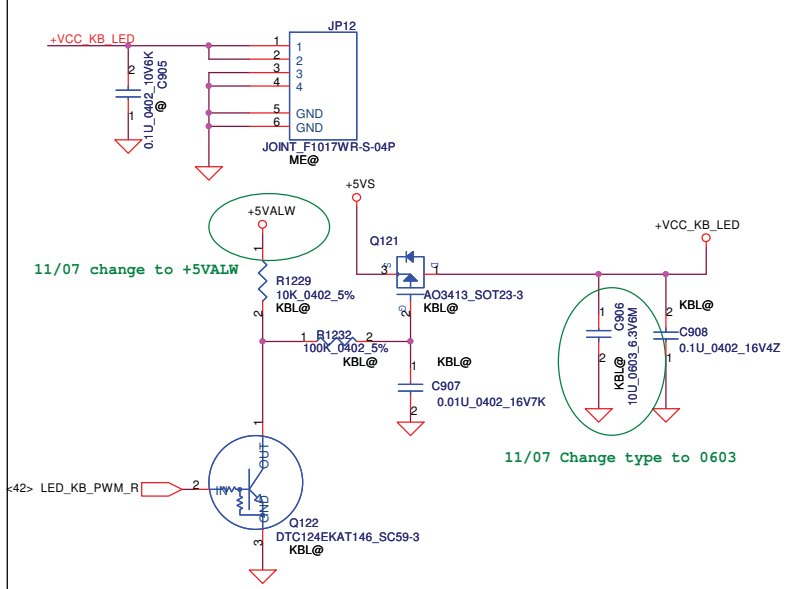 JP12
+VCC_KB_LED
1
1
2
2
3
3
4
4
5
GND
6
GND
JOINT_F1017WR-S-04P
ME@
2
1
C905
0.1U_0402_10V6K
@
+5VS
+5VALW
11/07 change to +5VALW
1
R1229
10K_0402_5%
KBL@
2
Q121
3
S
D
1
G
2
AO3413_SOT23-3
KBL@
+VCC_KB_LED
1
R1232
2
100K_0402_5%
KBL@
1
KBL@
C907
0.01U_0402_16V7K
2
1
C906
10U_0603_6.3V6M
KBL@
2
2
KBL@
C908
0.1U_0402_16V4Z
1
11/07 Change type to 0603
<42> LED_KB_PWM_R
2
IN
1
OUT
GND
3
Q122
DTC124EKAT146_SC59-3
KBL@